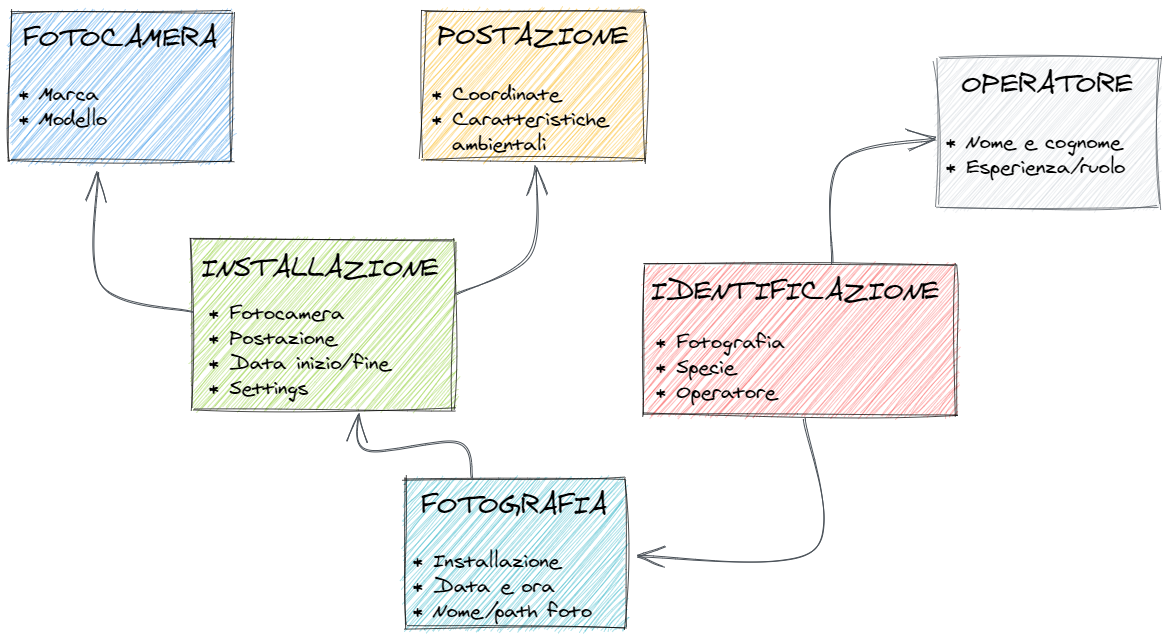 FOTOCAMERA
* Marca
* Modello
POSTAZIONE
* Coordinate
* Caratteristiche
ambientali
OPERATORE
* Nome e cognome
* Esperienza/ruolo
INSTALLAZIONE
* Fotocamera
* Postazione
* Data inizio/fine
* Settings
IDENTIFICAZIONE
* Fotografia
* Specie
* Operatore
FOTOGRAFIA
* Installazione
* Data e ora
* Nome/path foto